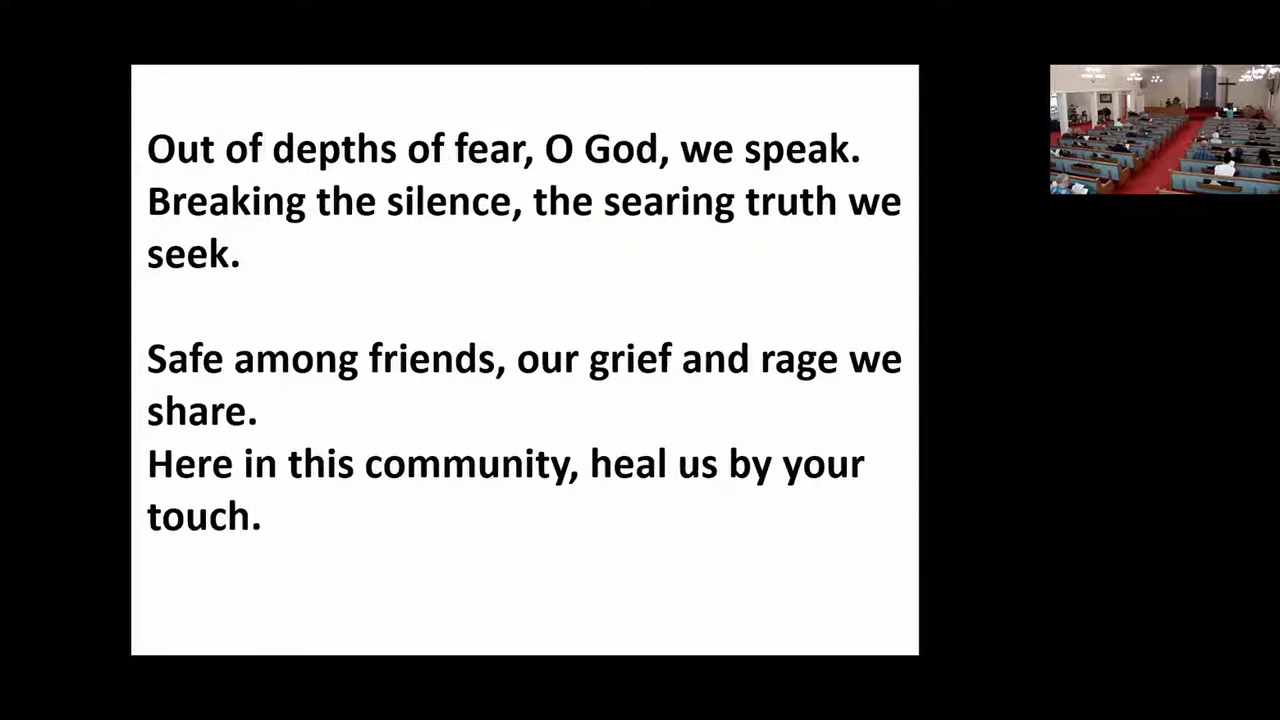 Out of depths of fear, O God, we speak.
Breaking the silence, the searing truth we
seek.
Safe among friends, our grief and rage we
share.
Here in this community, heal us by your
touch.